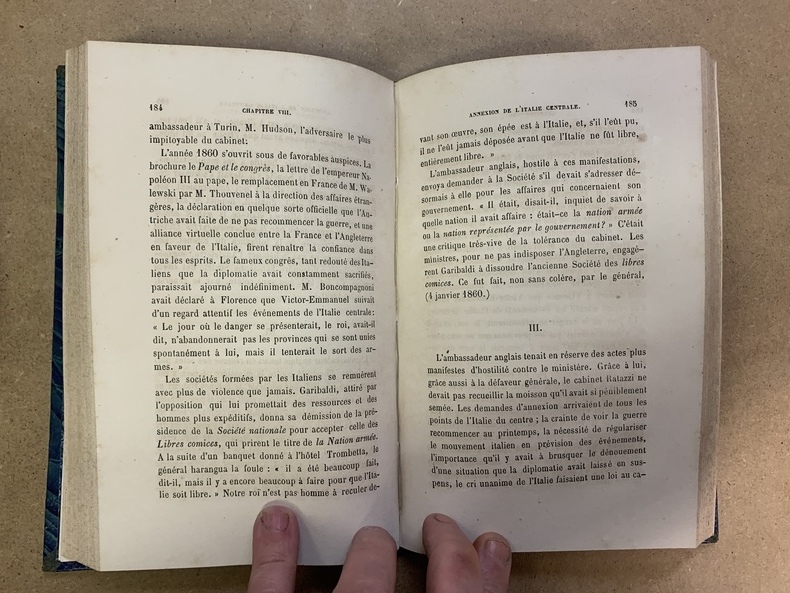 184
CHAPITRE VIII.
ambassadeur à Turin, M. Hudson, l'adversaire le plus
impitoyable du cabinet.
L'année 1860 s'ouvrit sous de favorables auspices. La
brochure le Pape et le congrès, la lettre de l'empereur Na-
poléon III au pape, le remplacement en France de M. Wa-
lewski par M. Thouvenel à la direction des affaires étran-
gères, la déclaration en quelque sorte officielle que l'Au-
triche avait faite de ne pas recommencer la guerre, et une
alliance virtuelle conclue entre la France et l'Angleterre
en faveur de l'Italie, firent renaître la confiance dans
tous les esprits. Le fameux congrès, tant redouté des Ita-
liens que la diplomatie avait constamment sacrifiés,
paraissait ajourné indéfiniment. M. Boncompagnoni
avait déclaré à Florence que Victor-Emmanuel suivait
d'un regard attentif les événements de l'Italie centrale:
« Le jour où le danger se présenterait, le roi, avait-il
dit, n'abandonnerait pas les provinces qui se sont unies
spontanément à lui, mais il tenterait le sort des ar-
mes. »
Les sociétés formées par les Italiens se remuèrent
avec plus de violence que jamais. Garibaldi, attiré par
l'opposition qui lui promettait des ressources et des
hommes plus expéditifs, donna sa démission de la pré-
sidence de la Société nationale pour accepter celle des
Libres comices, qui prirent le titre de la Nation armée.
A la suite d'un banquet donné à l'hôtel Trombetta, le
général harangua la foule : « il a été beaucoup fait,
dit-il, mais il y a encore beaucoup à faire pour que l'Ita-
lie soit libre. » Notre roi n'est pas homme à reculer de-
ANNEXION DE L'ITALIE CENTRALE.
185
vant son œuvre, son épée est à l'Italie, et, s'il l'eût pu,
il ne l'eût jamais déposée avant que l'Italie ne fût libre,
entièrement libre. »
L'ambassadeur anglais, hostile à ces manifestations,
envoya demander à la Société s'il devait s'adresser dé-
sormais à elle pour les affaires qui concernaient son
gouvernement. « Il était, disait-il, inquiet de savoir à
quelle nation il avait affaire : était-ce la nation armée
ou la nation représentée par le gouvernement? » C'était
une critique très-vive de la tolérance du cabinet. Les
ministres, pour ne pas indisposer l'Angleterre, engagè-
rent Garibaldi à dissoudre l'ancienne Société des libres
comices. Ce fut fait, non sans colère, par le général,
(4 janvier 1860.)
III.
L'ambassadeur anglais tenait en réserve des actes plus
manifestes d'hostilité contre le ministère. Grâce à lui,
grâce aussi à la défaveur générale, le cabinet Ratazzi ne
devait pas recueillir la moisson qu'il avait si péniblement
semée. Les demandes d'annexion arrivaient de tous les
points de l'Italie du centre ; la crainte de voir la guerre
recommencer au printemps, la nécessité de régulariser
le mouvement italien en prévision des événements,
l'importance qu'il y avait à brusquer le dénouement
d'une situation que la diplomatie avait laissé en sus-
pens, le cri unanime de l'Italie faisaient une loi au ca-